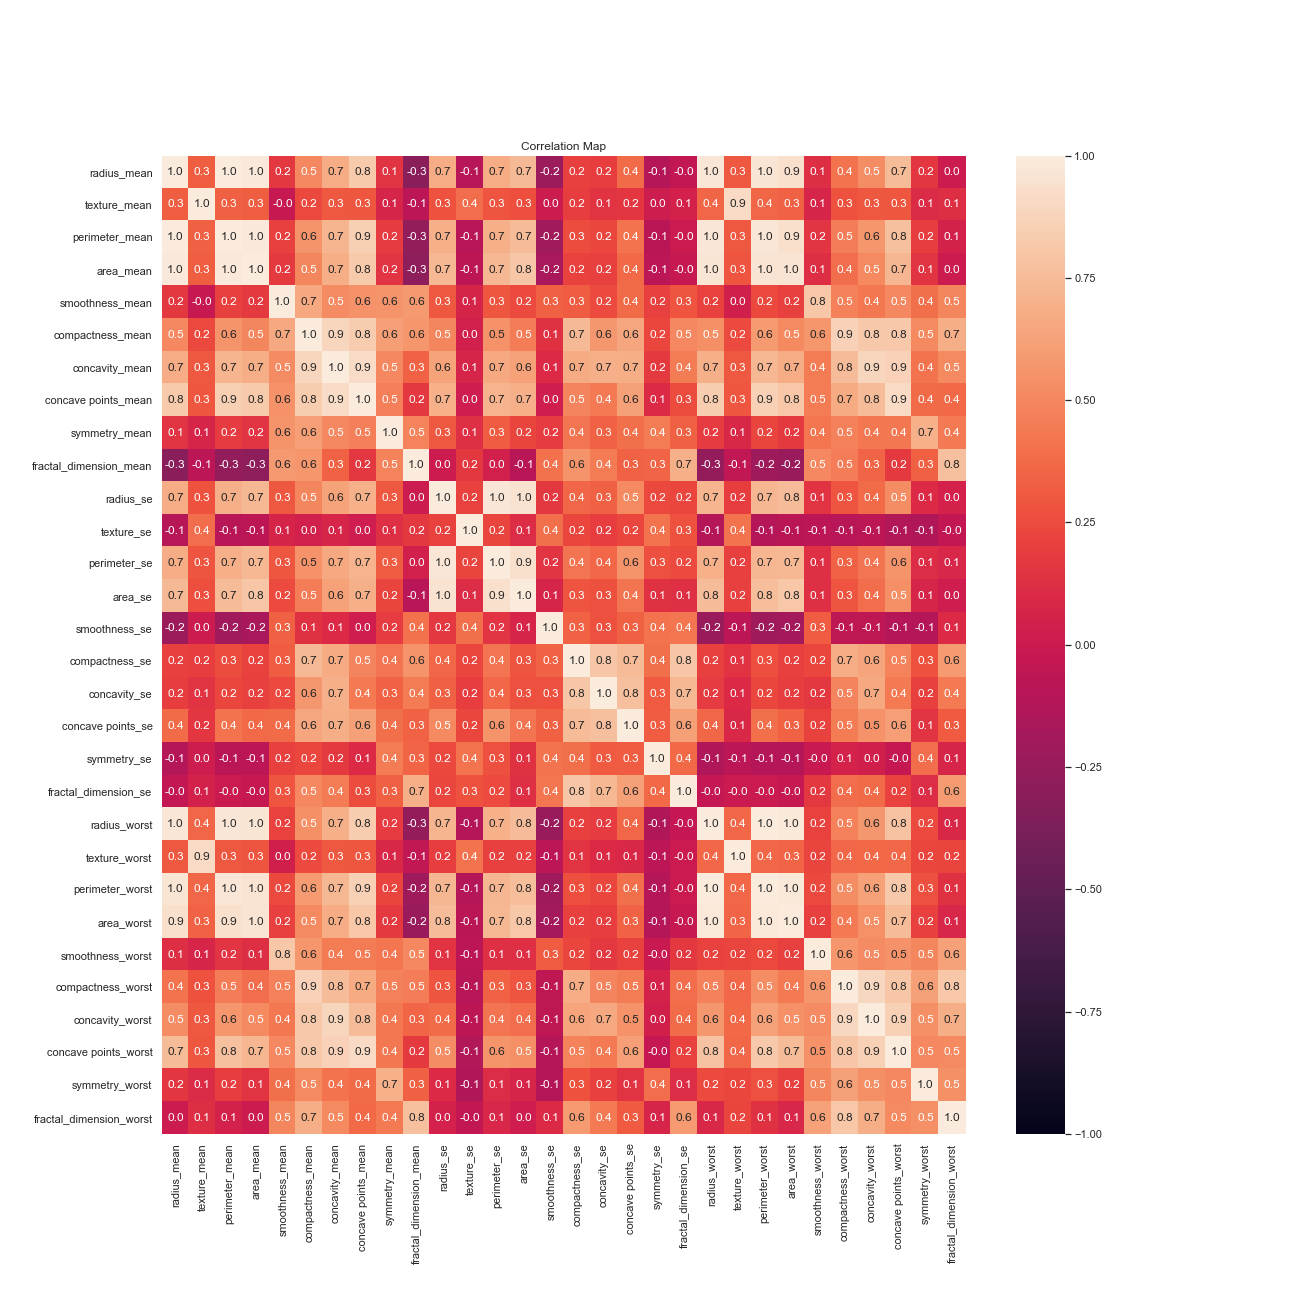 Correlation Map
radius_mean 1.0 0.3 1.0 1.0 0.2 0.5 0.7 0.8 0.1 -0.3 0.7 -0.1 0.7 0.7 -0.2 0.2 0.2 0.4 -0.1 -0.0 1.0 0.3 1.0 0.9 0.1 0.4 0.5 0.7 0.2 0.0 1.00
texture_mean 0.3 1.0 0.3 0.3 -0.0 0.2 0.3 0.3 0.1 -0.1 0.3 0.4 0.3 0.3 0.0 0.2 0.1 0.2 0.0 0.1 0.4 0.9 0.4 0.3 0.1 0.3 0.3 0.3 0.1 0.1
perimeter_mean 1.0 0.3 1.0 1.0 0.2 0.6 0.7 0.9 0.2 -0.3 0.7 -0.1 0.7 0.7 -0.2 0.3 0.2 0.4 -0.1 -0.0 1.0 0.3 1.0 0.9 0.2 0.5 0.6 0.8 0.2 0.1
area_mean 1.0 0.3 1.0 1.0 0.2 0.5 0.7 0.8 0.2 -0.3 0.7 -0.1 0.7 0.8 -0.2 0.2 0.2 0.4 -0.1 -0.0 1.0 0.3 1.0 1.0 0.1 0.4 0.5 0.7 0.1 0.0 0.75
smoothness_mean 0.2 -0.0 0.2 0.2 1.0 0.7 0.5 0.6 0.6 0.6 0.3 0.1 0.3 0.2 0.3 0.3 0.2 0.4 0.2 0.3 0.2 0.0 0.2 0.2 0.8 0.5 0.4 0.5 0.4 0.5
compactness_mean 0.5 0.2 0.6 0.5 0.7 1.0 0.9 0.8 0.6 0.6 0.5 0.0 0.5 0.5 0.1 0.7 0.6 0.6 0.2 0.5 0.5 0.2 0.6 0.5 0.6 0.9 0.8 0.8 0.5 0.7
concavity_mean 0.7 0.3 0.7 0.7 0.5 0.9 1.0 0.9 0.5 0.3 0.6 0.1 0.7 0.6 0.1 0.7 0.7 0.7 0.2 0.4 0.7 0.3 0.7 0.7 0.4 0.8 0.9 0.9 0.4 0.5
concave points_mean 0.8 0.3 0.9 0.8 0.6 0.8 0.9 1.0 0.5 0.2 0.7 0.0 0.7 0.7 0.0 0.5 0.4 0.6 0.1 0.3 0.8 0.3 0.9 0.8 0.5 0.7 0.8 0.9 0.4 0.4 0.50
symmetry_mean 0.1 0.1 0.2 0.2 0.6 0.6 0.5 0.5 1.0 0.5 0.3 0.1 0.3 0.2 0.2 0.4 0.3 0.4 0.4 0.3 0.2 0.1 0.2 0.2 0.4 0.5 0.4 0.4 0.7 0.4
fractal_dimension_mean -0.3 -0.1 -0.3 -0.3 0.6 0.6 0.3 0.2 0.5 1.0 0.0 0.2 0.0 -0.1 0.4 0.6 0.4 0.3 0.3 0.7 -0.3 -0.1 -0.2 -0.2 0.5 0.5 0.3 0.2 0.3 0.8
radius_se 0.7 0.3 0.7 0.7 0.3 0.5 0.6 0.7 0.3 0.0 1.0 0.2 1.0 1.0 0.2 0.4 0.3 0.5 0.2 0.2 0.7 0.2 0.7 0.8 0.1 0.3 0.4 0.5 0.1 0.0
texture_se -0.1 0.4 -0.1 -0.1 0.1 0.0 0.1 0.0 0.1 0.2 0.2 1.0 0.2 0.1 0.4 0.2 0.2 0.2 0.4 0.3 -0.1 0.4 -0.1 -0.1 -0.1 -0.1 -0.1 -0.1 -0.1 -0.0 0.25
perimeter_se 0.7 0.3 0.7 0.7 0.3 0.5 0.7 0.7 0.3 0.0 1.0 0.2 1.0 0.9 0.2 0.4 0.4 0.6 0.3 0.2 0.7 0.2 0.7 0.7 0.1 0.3 0.4 0.6 0.1 0.1
area_se 0.7 0.3 0.7 0.8 0.2 0.5 0.6 0.7 0.2 -0.1 1.0 0.1 0.9 1.0 0.1 0.3 0.3 0.4 0.1 0.1 0.8 0.2 0.8 0.8 0.1 0.3 0.4 0.5 0.1 0.0
smoothness_se -0.2 0.0 -0.2 -0.2 0.3 0.1 0.1 0.0 0.2 0.4 0.2 0.4 0.2 0.1 1.0 0.3 0.3 0.3 0.4 0.4 -0.2 -0.1 -0.2 -0.2 0.3 -0.1 -0.1 -0.1 -0.1 0.1 0.00
compactness_se 0.2 0.2 0.3 0.2 0.3 0.7 0.7 0.5 0.4 0.6 0.4 0.2 0.4 0.3 0.3 1.0 0.8 0.7 0.4 0.8 0.2 0.1 0.3 0.2 0.2 0.7 0.6 0.5 0.3 0.6
concavity_se 0.2 0.1 0.2 0.2 0.2 0.6 0.7 0.4 0.3 0.4 0.3 0.2 0.4 0.3 0.3 0.8 1.0 0.8 0.3 0.7 0.2 0.1 0.2 0.2 0.2 0.5 0.7 0.4 0.2 0.4
concave points_se 0.4 0.2 0.4 0.4 0.4 0.6 0.7 0.6 0.4 0.3 0.5 0.2 0.6 0.4 0.3 0.7 0.8 1.0 0.3 0.6 0.4 0.1 0.4 0.3 0.2 0.5 0.5 0.6 0.1 0.3
symmetry_se -0.1 0.0 -0.1 -0.1 0.2 0.2 0.2 0.1 0.4 0.3 0.2 0.4 0.3 0.1 0.4 0.4 0.3 0.3 1.0 0.4 -0.1 -0.1 -0.1 -0.1 -0.0 0.1 0.0 -0.0 0.4 0.1 −0.25
fractal_dimension_se -0.0 0.1 -0.0 -0.0 0.3 0.5 0.4 0.3 0.3 0.7 0.2 0.3 0.2 0.1 0.4 0.8 0.7 0.6 0.4 1.0 -0.0 -0.0 -0.0 -0.0 0.2 0.4 0.4 0.2 0.1 0.6
radius_worst 1.0 0.4 1.0 1.0 0.2 0.5 0.7 0.8 0.2 -0.3 0.7 -0.1 0.7 0.8 -0.2 0.2 0.2 0.4 -0.1 -0.0 1.0 0.4 1.0 1.0 0.2 0.5 0.6 0.8 0.2 0.1
texture_worst 0.3 0.9 0.3 0.3 0.0 0.2 0.3 0.3 0.1 -0.1 0.2 0.4 0.2 0.2 -0.1 0.1 0.1 0.1 -0.1 -0.0 0.4 1.0 0.4 0.3 0.2 0.4 0.4 0.4 0.2 0.2
perimeter_worst 1.0 0.4 1.0 1.0 0.2 0.6 0.7 0.9 0.2 -0.2 0.7 -0.1 0.7 0.8 -0.2 0.3 0.2 0.4 -0.1 -0.0 1.0 0.4 1.0 1.0 0.2 0.5 0.6 0.8 0.3 0.1 −0.50
area_worst 0.9 0.3 0.9 1.0 0.2 0.5 0.7 0.8 0.2 -0.2 0.8 -0.1 0.7 0.8 -0.2 0.2 0.2 0.3 -0.1 -0.0 1.0 0.3 1.0 1.0 0.2 0.4 0.5 0.7 0.2 0.1
smoothness_worst 0.1 0.1 0.2 0.1 0.8 0.6 0.4 0.5 0.4 0.5 0.1 -0.1 0.1 0.1 0.3 0.2 0.2 0.2 -0.0 0.2 0.2 0.2 0.2 0.2 1.0 0.6 0.5 0.5 0.5 0.6
compactness_worst 0.4 0.3 0.5 0.4 0.5 0.9 0.8 0.7 0.5 0.5 0.3 -0.1 0.3 0.3 -0.1 0.7 0.5 0.5 0.1 0.4 0.5 0.4 0.5 0.4 0.6 1.0 0.9 0.8 0.6 0.8
concavity_worst 0.5 0.3 0.6 0.5 0.4 0.8 0.9 0.8 0.4 0.3 0.4 -0.1 0.4 0.4 -0.1 0.6 0.7 0.5 0.0 0.4 0.6 0.4 0.6 0.5 0.5 0.9 1.0 0.9 0.5 0.7 −0.75
concave points_worst 0.7 0.3 0.8 0.7 0.5 0.8 0.9 0.9 0.4 0.2 0.5 -0.1 0.6 0.5 -0.1 0.5 0.4 0.6 -0.0 0.2 0.8 0.4 0.8 0.7 0.5 0.8 0.9 1.0 0.5 0.5
symmetry_worst 0.2 0.1 0.2 0.1 0.4 0.5 0.4 0.4 0.7 0.3 0.1 -0.1 0.1 0.1 -0.1 0.3 0.2 0.1 0.4 0.1 0.2 0.2 0.3 0.2 0.5 0.6 0.5 0.5 1.0 0.5
fractal_dimension_worst 0.0 0.1 0.1 0.0 0.5 0.7 0.5 0.4 0.4 0.8 0.0 -0.0 0.1 0.0 0.1 0.6 0.4 0.3 0.1 0.6 0.1 0.2 0.1 0.1 0.6 0.8 0.7 0.5 0.5 1.0 −1.00
radius_mean
texture_mean
perimeter_mean
area_mean
smoothness_mean
compactness_mean
concavity_mean
concave points_mean
symmetry_mean
fractal_dimension_mean
radius_se
texture_se
perimeter_se
area_se
smoothness_se
compactness_se
concavity_se
concave points_se
symmetry_se
fractal_dimension_se
radius_worst
texture_worst
perimeter_worst
area_worst
smoothness_worst
compactness_worst
concavity_worst
concave points_worst
symmetry_worst
fractal_dimension_worst